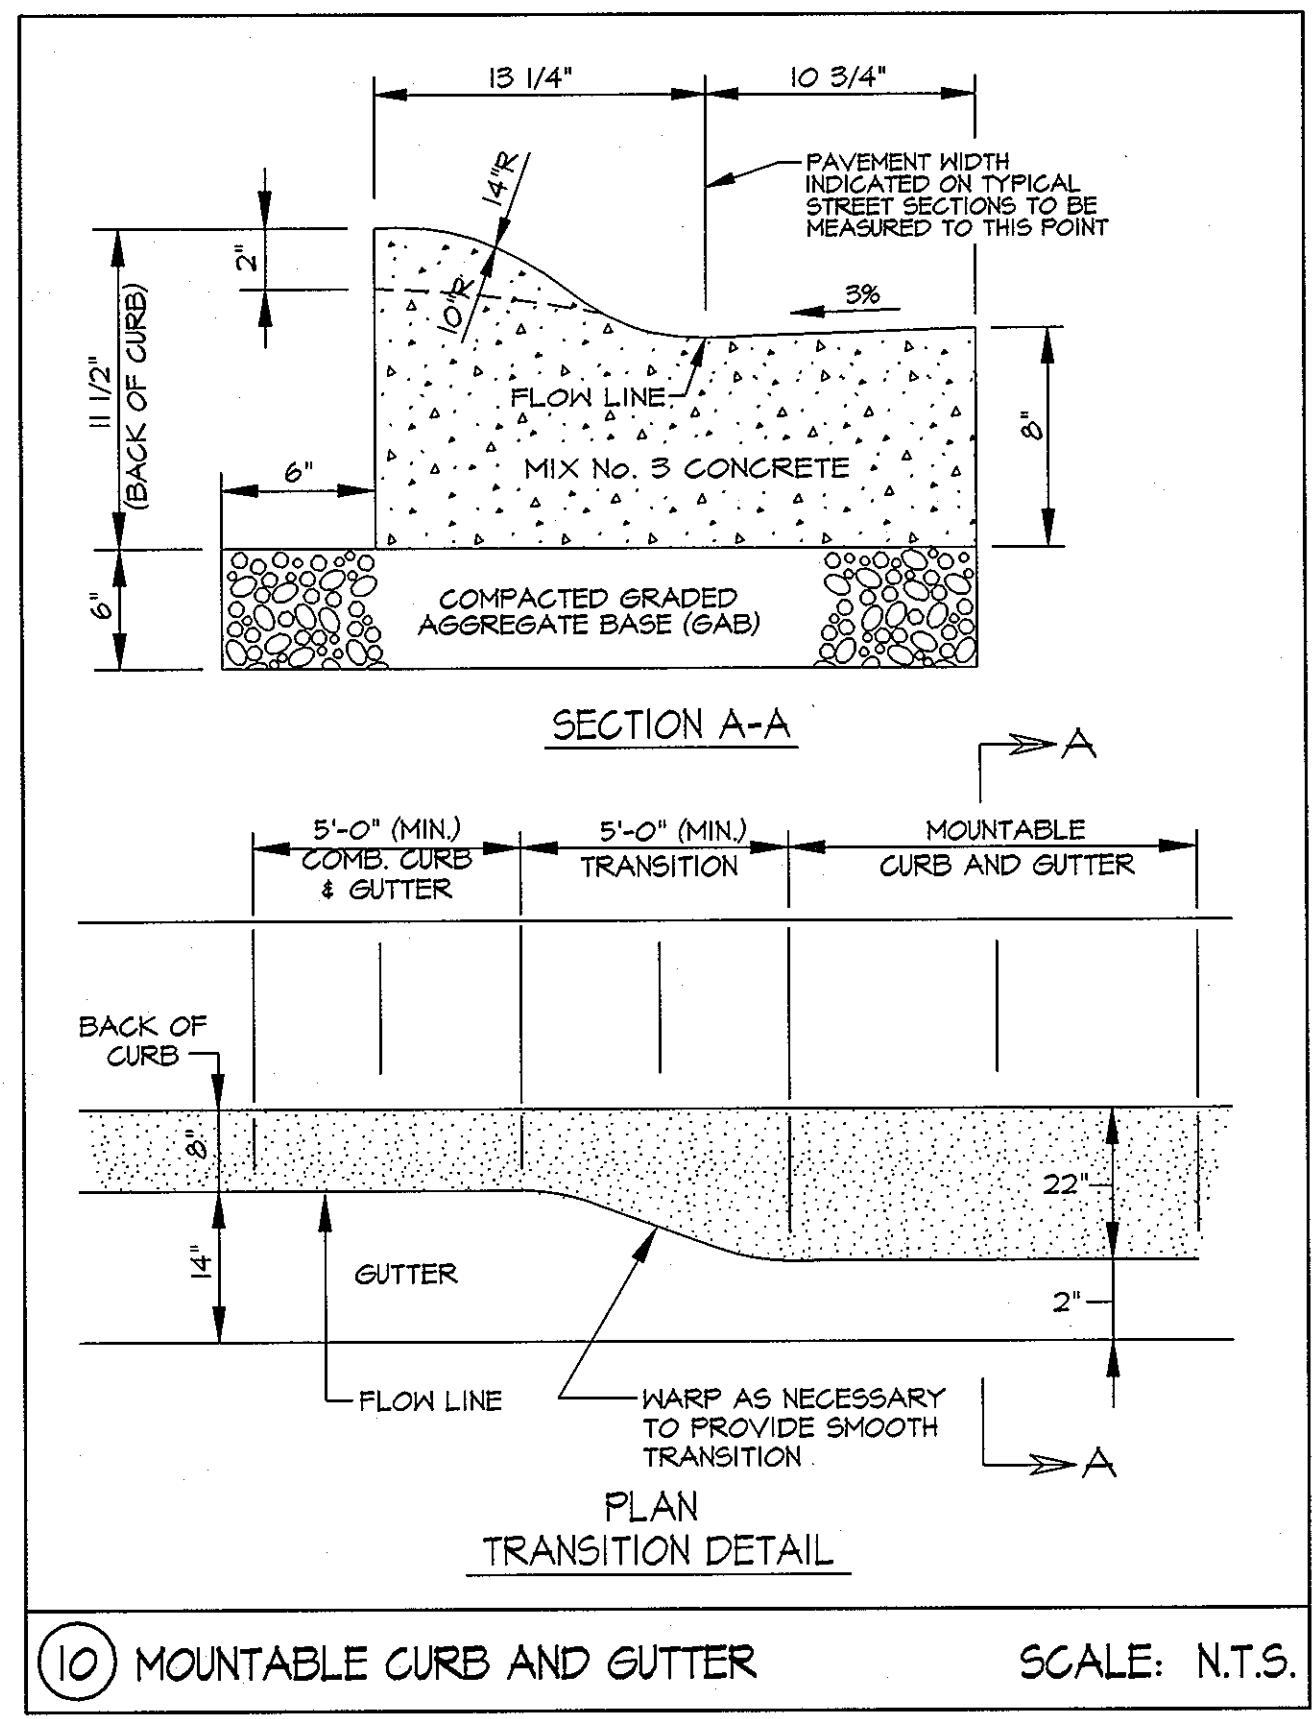 13 1/4"
10 3/4"
PAVEMENT WIDTH
INDICATED ON TYPICAL
STREET SECTIONS TO BE
MEASURED TO THIS POINT
14"R
10"R
2"
3%
11 1/2"
(BACK OF CURB)
FLOW LINE
8"
MIX No. 3 CONCRETE
6"
6"
COMPACTED GRADED
AGGREGATE BASE (GAB)
SECTION A-A
A
5'-0" (MIN.)
COMB. CURB
& GUTTER
5'-0" (MIN.)
TRANSITION
MOUNTABLE
CURB AND GUTTER
BACK OF
CURB
8"
22"
14"
GUTTER
2"
FLOW LINE
WARP AS NECESSARY
TO PROVIDE SMOOTH
TRANSITION
A
PLAN
TRANSITION DETAIL
10 MOUNTABLE CURB AND GUTTER
SCALE: N.T.S.